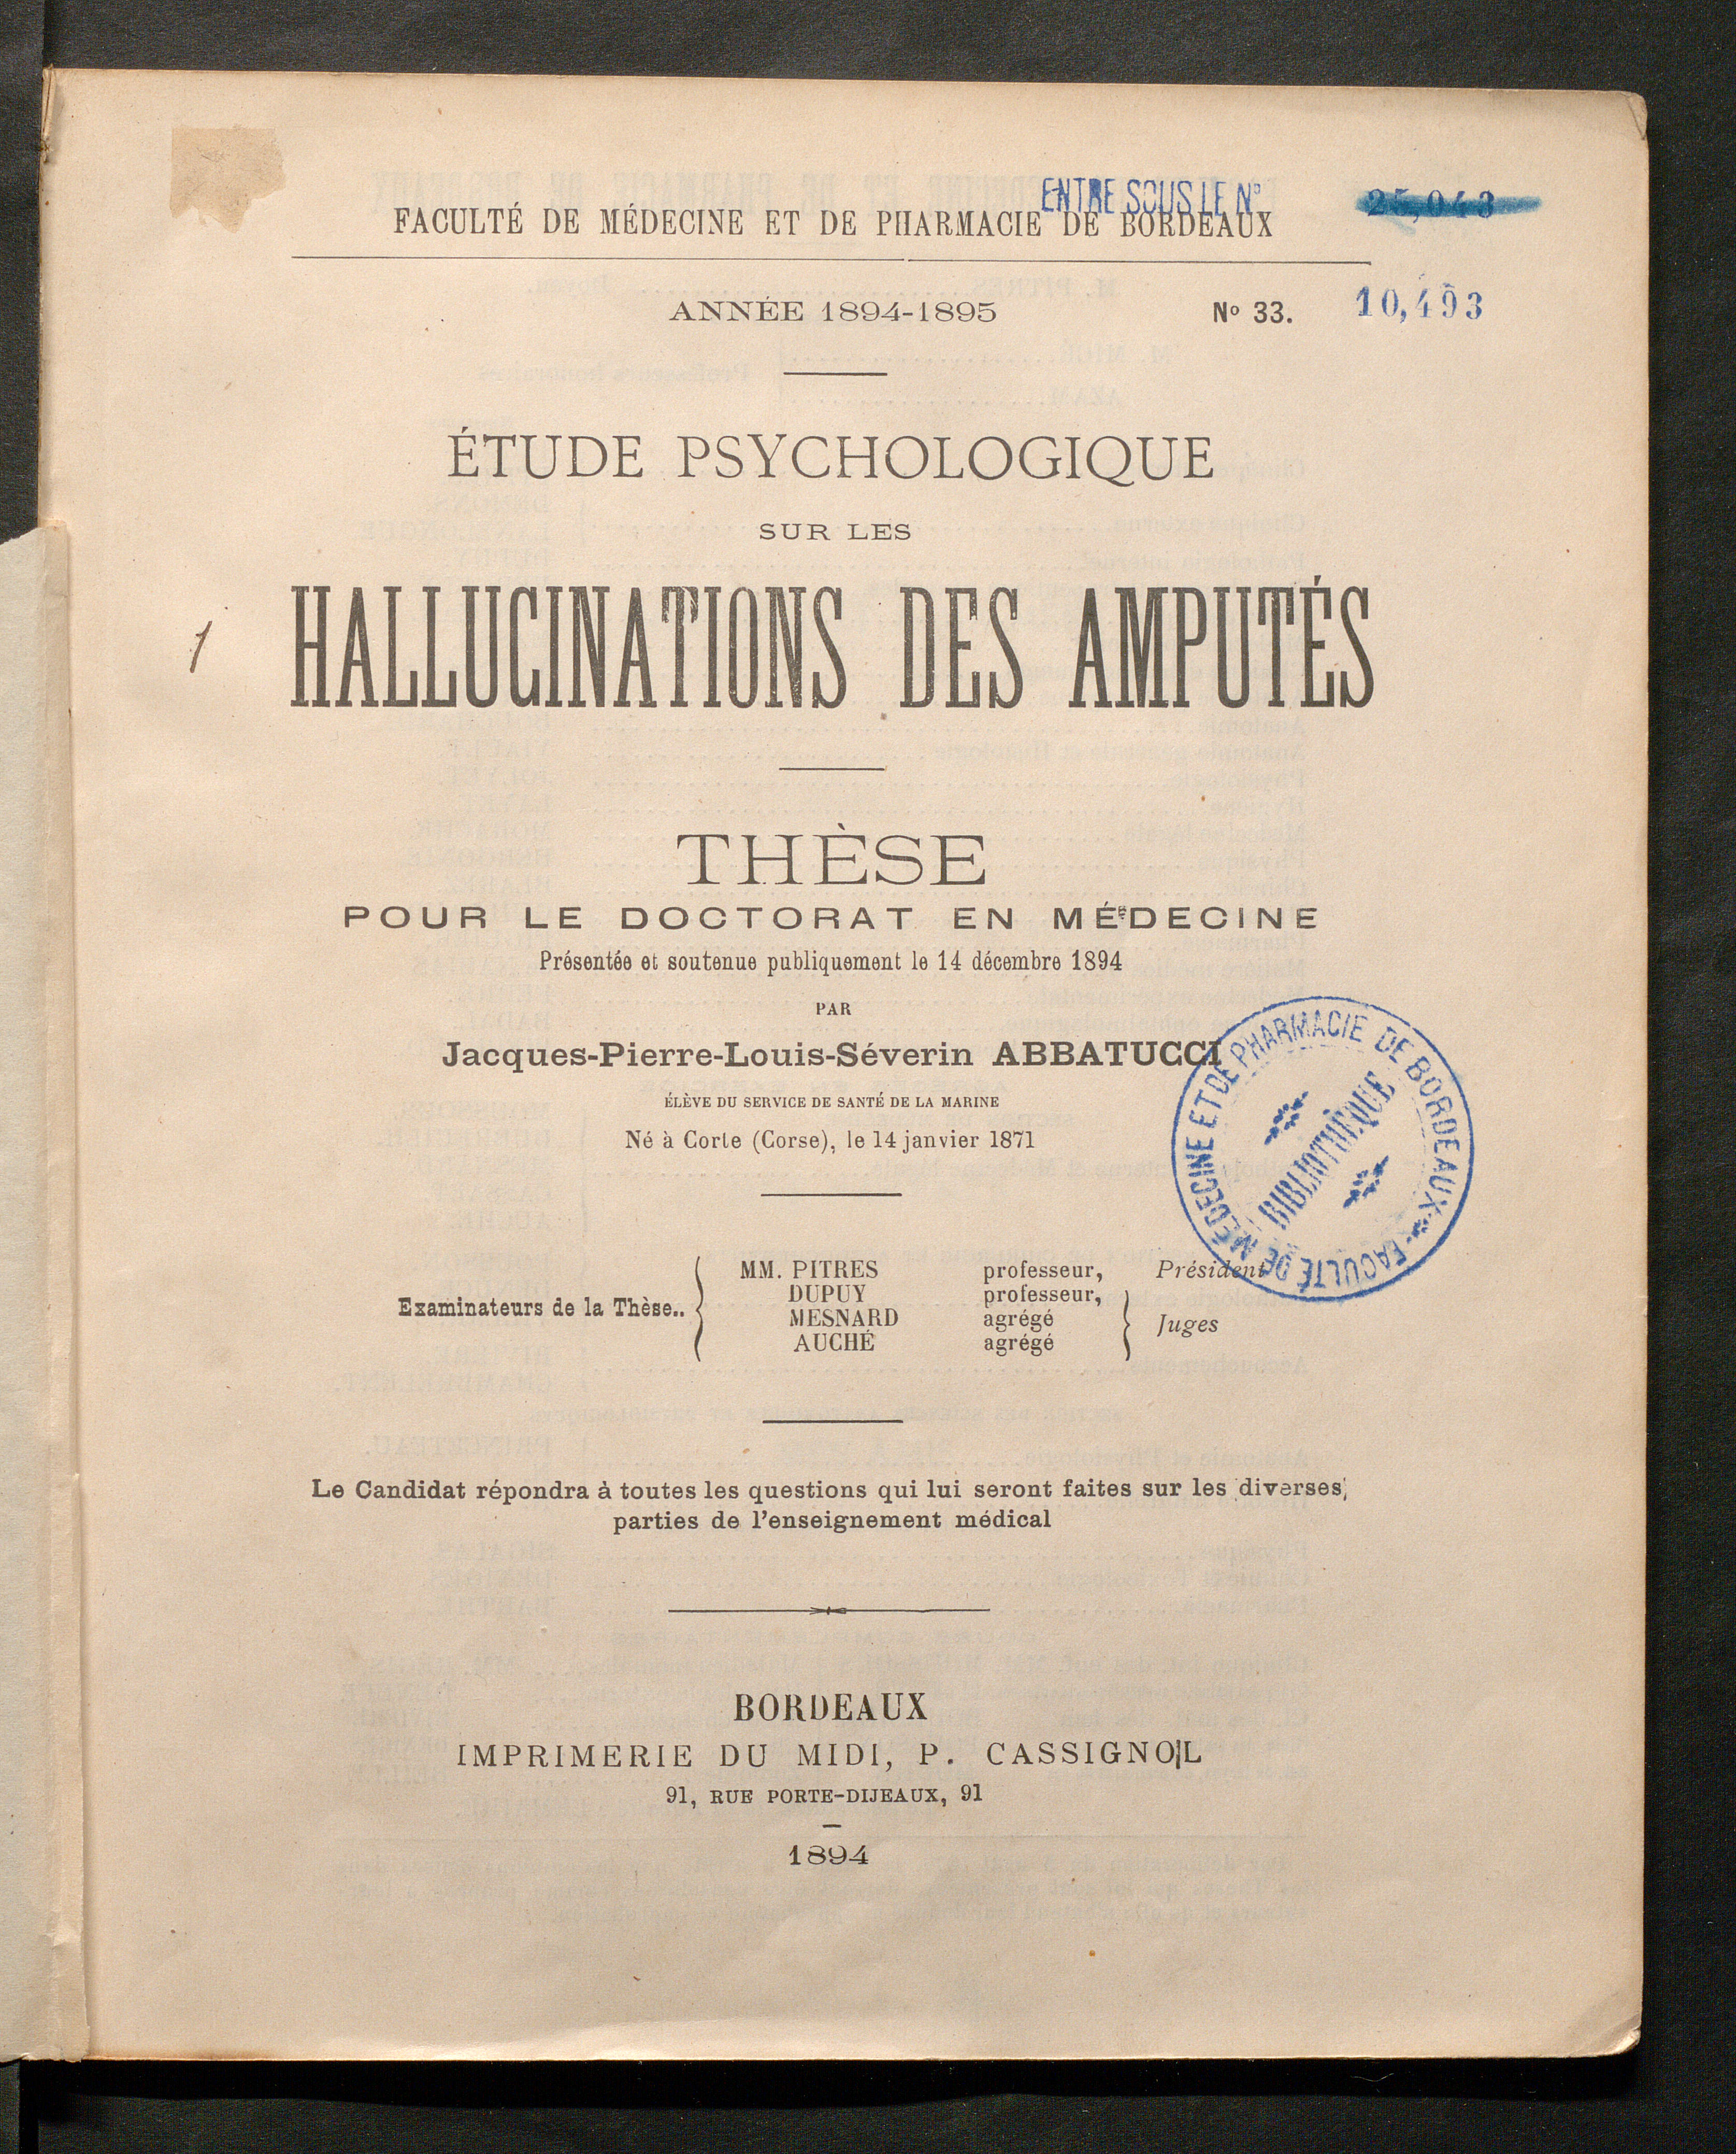 ENTRE SOUS LE Nº 25,043
FACULTÉ DE MÉDECINE ET DE PHARMACIE DE BORDEAUX
ANNÉE 1894-1895 Nº 33. 10,493
ÉTUDE PSYCHOLOGIQUE
SUR LES
1 HALLUCINATIONS DES AMPUTÉS
THÈSE
POUR LE DOCTORAT EN MÉDECINE
Présentée et soutenue publiquement le 14 décembre 1894
PAR
Jacques-Pierre-Louis-Séverin ABBATUCCI
ÉLÈVE DU SERVICE DE SANTÉ DE LA MARINE
Né à Corte (Corse), le 14 janvier 1871
FACULTÉ DE MÉDECINE ET DE PHARMACIE DE BORDEAUX
BIBLIOTHÈQUE
Examinateurs de la Thèse..
MM. PITRES professeur, Président
DUPUY professeur,
MESNARD agrégé
AUCHÉ agrégé
Juges
Le Candidat répondra à toutes les questions qui lui seront faites sur les diverses
parties de l'enseignement médical
BORDEAUX
IMPRIMERIE DU MIDI, P. CASSIGNOL
91, RUE PORTE-DIJEAUX, 91
1894